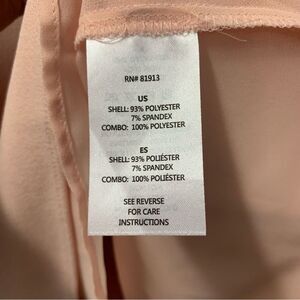 RN# 81913
US
SHELL: 93% POLYESTER
7% SPANDEX
COMBO: 100% POLYESTER
ES
SHELL: 93% POLIÉSTER
7% SPANDEX
COMBO: 100% POLIÉSTER
SEE REVERSE
FOR CARE
INSTRUCTIONS